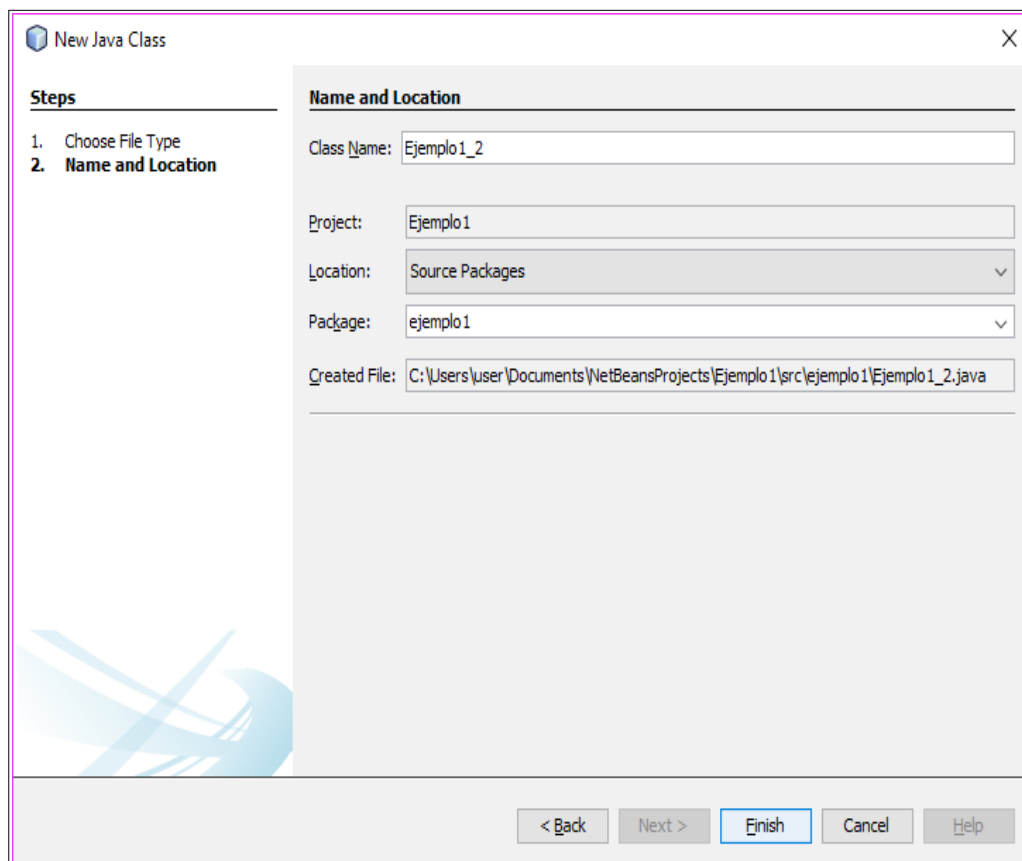 New Java Class
Steps
1. Choose File Type
2. Name and Location
Name and Location
Class Name: Ejemplo1_2
Project: Ejemplo1
Location: Source Packages
Package: ejemplo1
Created File: C:\Users\user\Documents\NetBeansProjects\Ejemplo1\src\ejemplo1\Ejemplo1_2.java
< Back Next > Finish Cancel Help